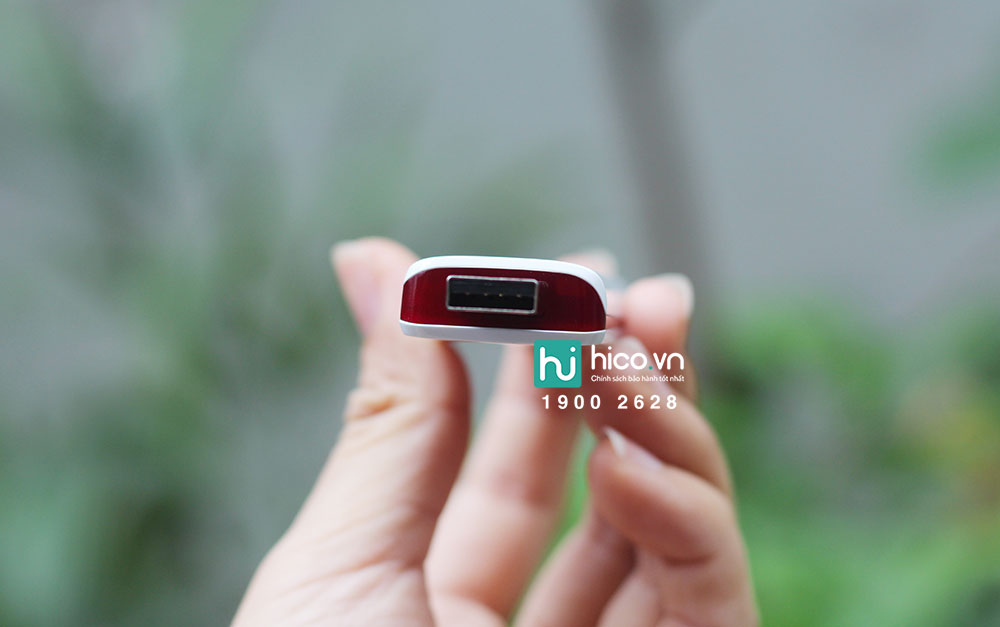 hi hico.vn
Chính sách bảo hành tốt nhất
1900 2628